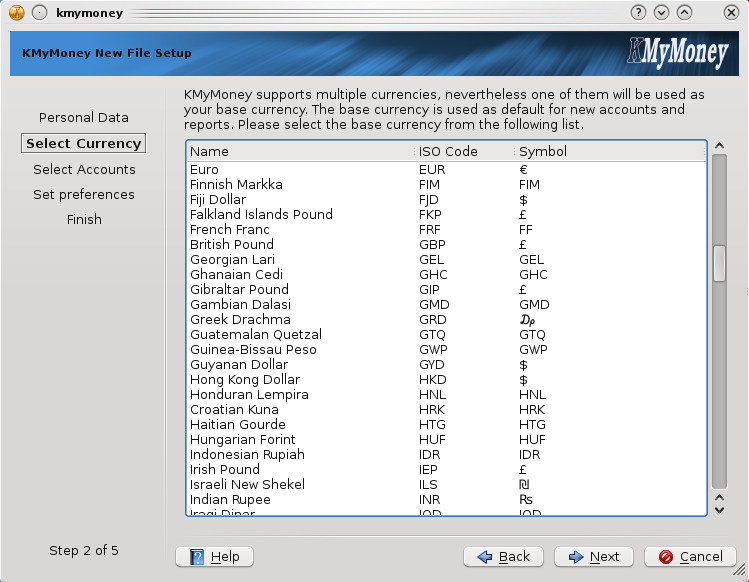 kmymoney
KMyMoney New File Setup
KMyMoney
Personal Data
Select Currency
Select Accounts
Set preferences
Finish
KMyMoney supports multiple currencies, nevertheless one of them will be used as
your base currency. The base currency is used as default for new accounts and
reports. Please select the base currency from the following list.
Name ISO Code Symbol
Euro EUR €
Finnish Markka FIM FIM
Fiji Dollar FJD $
Falkland Islands Pound FKP £
French Franc FRF FF
British Pound GBP £
Georgian Lari GEL GEL
Ghanaian Cedi GHC GHC
Gibraltar Pound GIP £
Gambian Dalasi GMD GMD
Greek Drachma GRD ₯
Guatemalan Quetzal GTQ GTQ
Guinea-Bissau Peso GWP GWP
Guyanan Dollar GYD $
Hong Kong Dollar HKD $
Honduran Lempira HNL HNL
Croatian Kuna HRK HRK
Haitian Gourde HTG HTG
Hungarian Forint HUF HUF
Indonesian Rupiah IDR IDR
Irish Pound IEP £
Israeli New Shekel ILS ₪
Indian Rupee INR ₨
Iraqi Dinar IQD IQD
Step 2 of 5
Help
Back
Next
Cancel